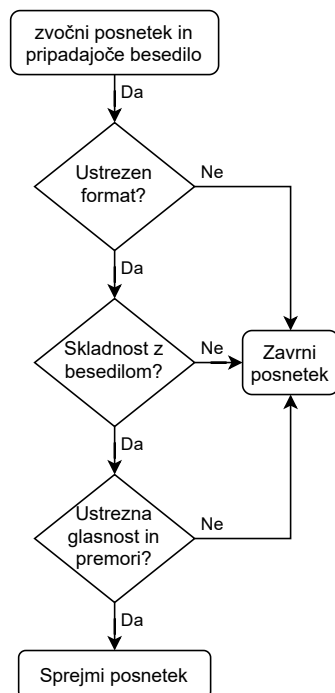 zvočni posnetek in
pripadajoče besedilo
Da
Ustrezen
format?
Ne
Da
Skladnost z
besedilom?
Ne
Zavrni
posnetek
Da
Ustrezna
glasnost in
premori?
Ne
Da
Sprejmi posnetek